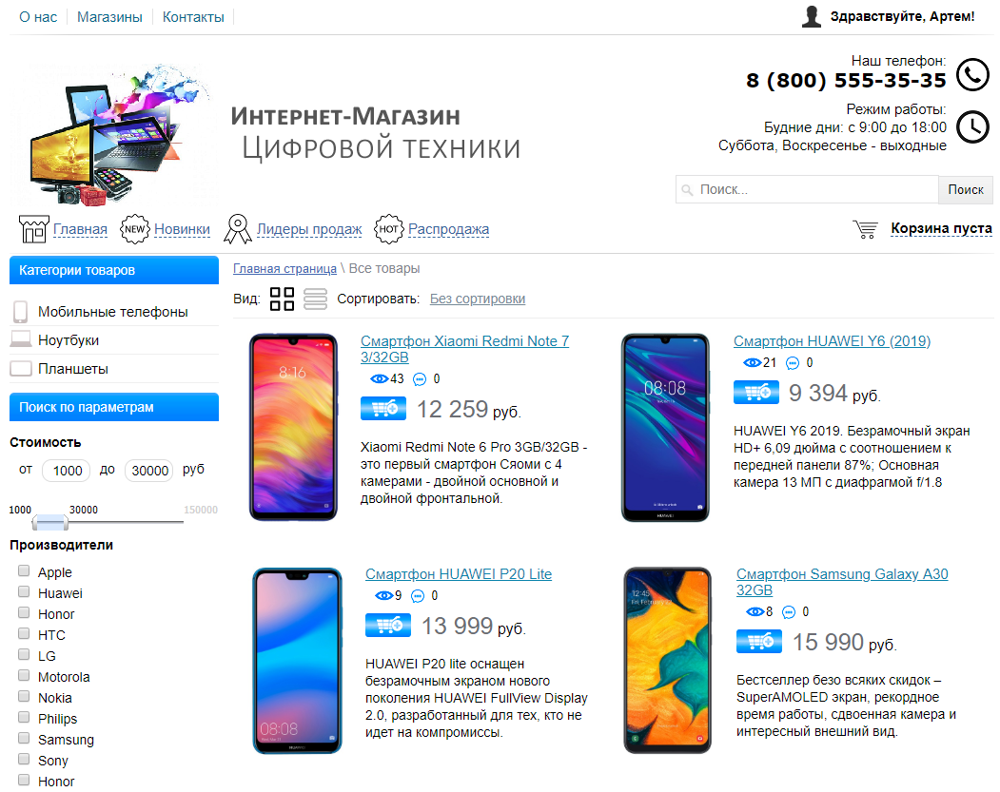 О нас
Магазины
Контакты
Здравствуйте, Артем!
Наш телефон:
8 (800) 555-35-35
Режим работы:
Будние дни: с 9:00 до 18:00
Суббота, Воскресенье - выходные
Интернет-Магазин
Цифровой техники
Поиск...
Поиск
Главная
NEW
Новинки
Лидеры продаж
HOT
Распродажа
Корзина пуста
Категории товаров
Мобильные телефоны
Ноутбуки
Планшеты
Поиск по параметрам
Стоимость
от 1000 до 30000 руб
1000 30000 150000
Производители
Apple
Huawei
Honor
HTC
LG
Motorola
Nokia
Philips
Samsung
Sony
Honor
Главная страница \ Все товары
Вид:
Сортировать: Без сортировки
8:16
Смартфон Xiaomi Redmi Note 7
3/32GB
43 0
12 259 руб.
Xiaomi Redmi Note 6 Pro 3GB/32GB -
это первый смартфон Сяоми с 4
камерами - двойной основной и
двойной фронтальной.
08:08
HUAWEI
Смартфон HUAWEI Y6 (2019)
21 0
9 394 руб.
HUAWEI Y6 2019. Безрамочный экран
HD+ 6,09 дюйма с соотношением к
передней панели 87%; Основная
камера 13 МП с диафрагмой f/1.8
08:08
HUAWEI
Смартфон HUAWEI P20 Lite
9 0
13 999 руб.
HUAWEI P20 lite оснащен
безрамочным экраном нового
поколения HUAWEI FullView Display
2.0, разработанный для тех, кто не
идет на компромиссы.
12:45
Смартфон Samsung Galaxy A30
32GB
8 0
15 990 руб.
Бестселлер безо всяких скидок –
SuperAMOLED экран, рекордное
время работы, сдвоенная камера и
интересный внешний вид.